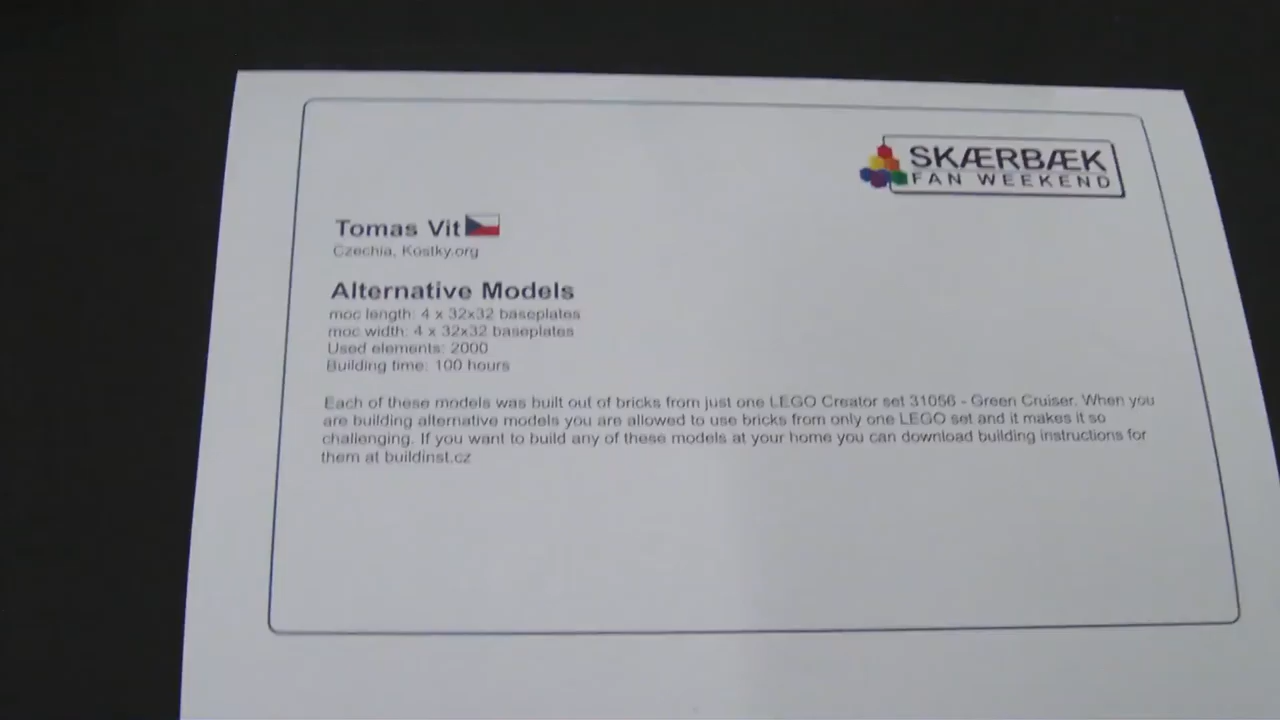 SKÆRBÆK
FAN WEEKEND
Tomas Vit
Czechia, Kostky.org
Alternative Models
moc length: 4 x 32x32 baseplates
moc width: 4 x 32x32 baseplates
Used elements: 2000
Building time: 100 hours
Each of these models was built out of bricks from just one LEGO Creator set 31056 - Green Cruiser. When you
are building alternative models you are allowed to use bricks from only one LEGO set and it makes it so
challenging. If you want to build any of these models at your home you can download building instructions for
them at buildinst.cz